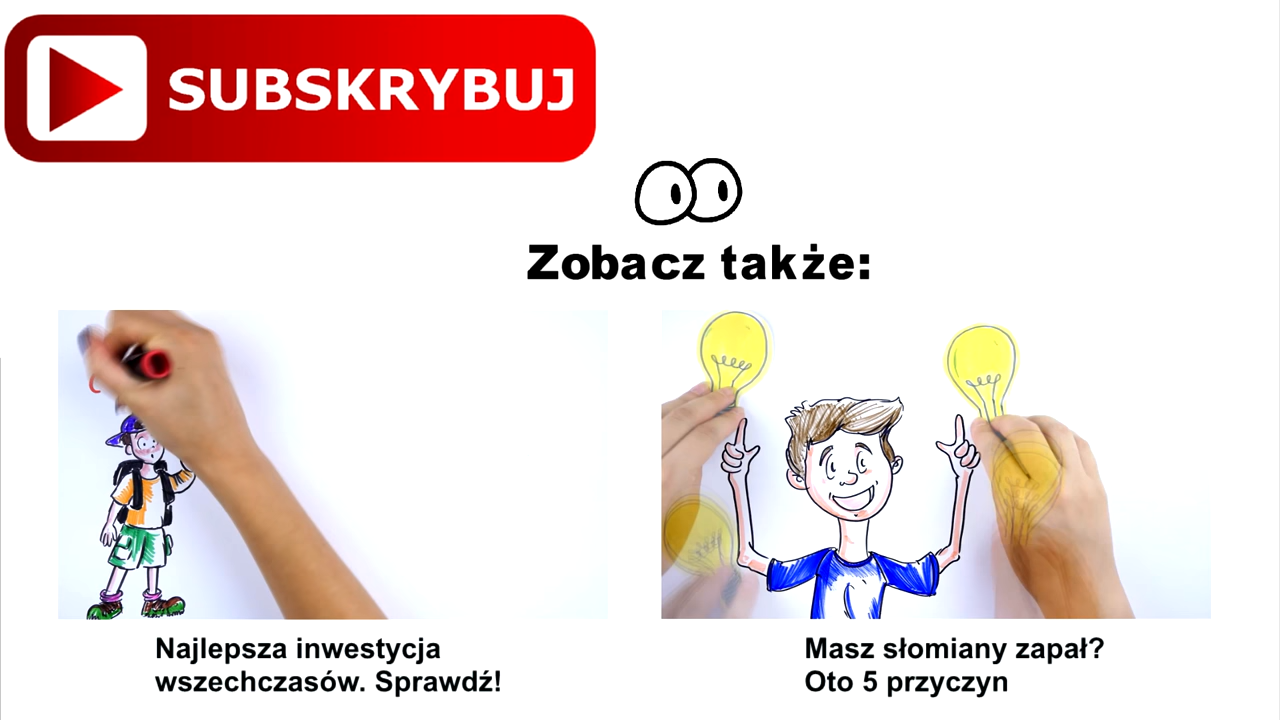 SUBSKRYBUJ
Zobacz także:
Najlepsza inwestycja
wszechczasów. Sprawdź!
Masz słomiany zapał?
Oto 5 przyczyn